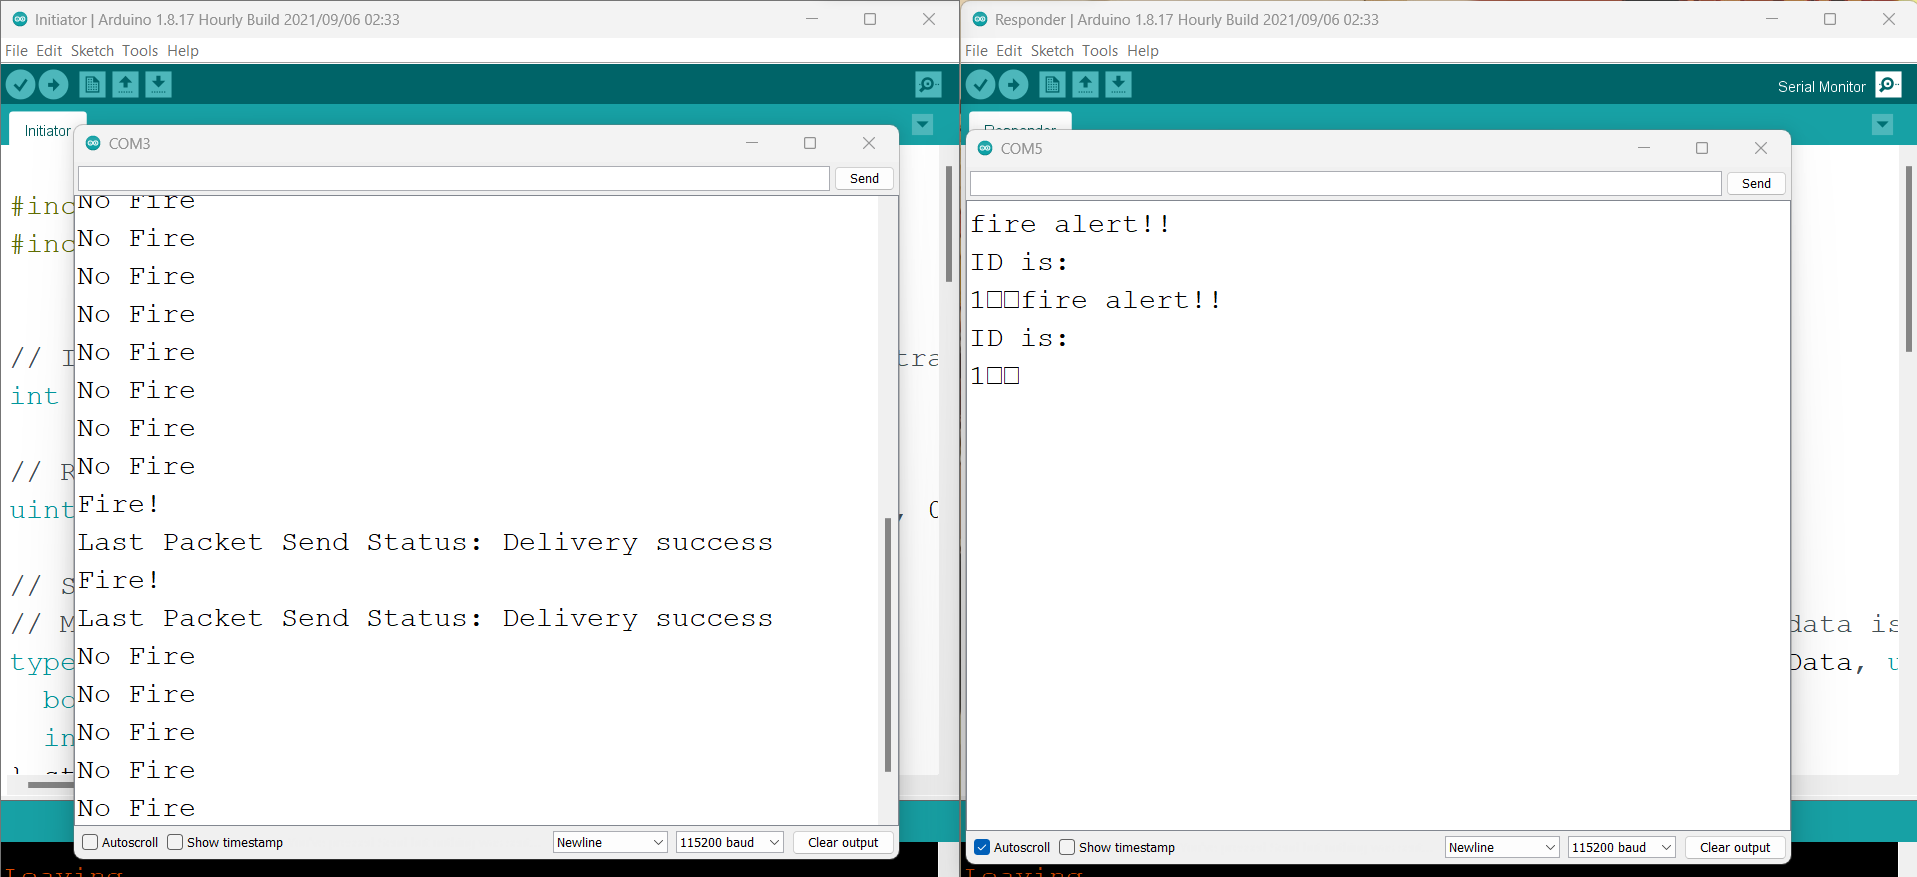 Initiator | Arduino 1.8.17 Hourly Build 2021/09/06 02:33
File Edit Sketch Tools Help
Initiator
#inc
#inc
// I
tra
int
// R
uint
, 0
// S
// M
type
bo
in
} st
COM3
Send
No Fire
No Fire
No Fire
No Fire
No Fire
No Fire
No Fire
No Fire
Fire!
Last Packet Send Status: Delivery success
Fire!
Last Packet Send Status: Delivery success
No Fire
No Fire
No Fire
No Fire
No Fire
Autoscroll Show timestamp Newline 115200 baud Clear output
Leaving
Responder | Arduino 1.8.17 Hourly Build 2021/09/06 02:33
File Edit Sketch Tools Help
Serial Monitor
Responder
COM5
Send
fire alert!!
ID is:
1□□fire alert!!
ID is:
1□□
data is
Data, u
Autoscroll Show timestamp Newline 115200 baud Clear output
Leaving